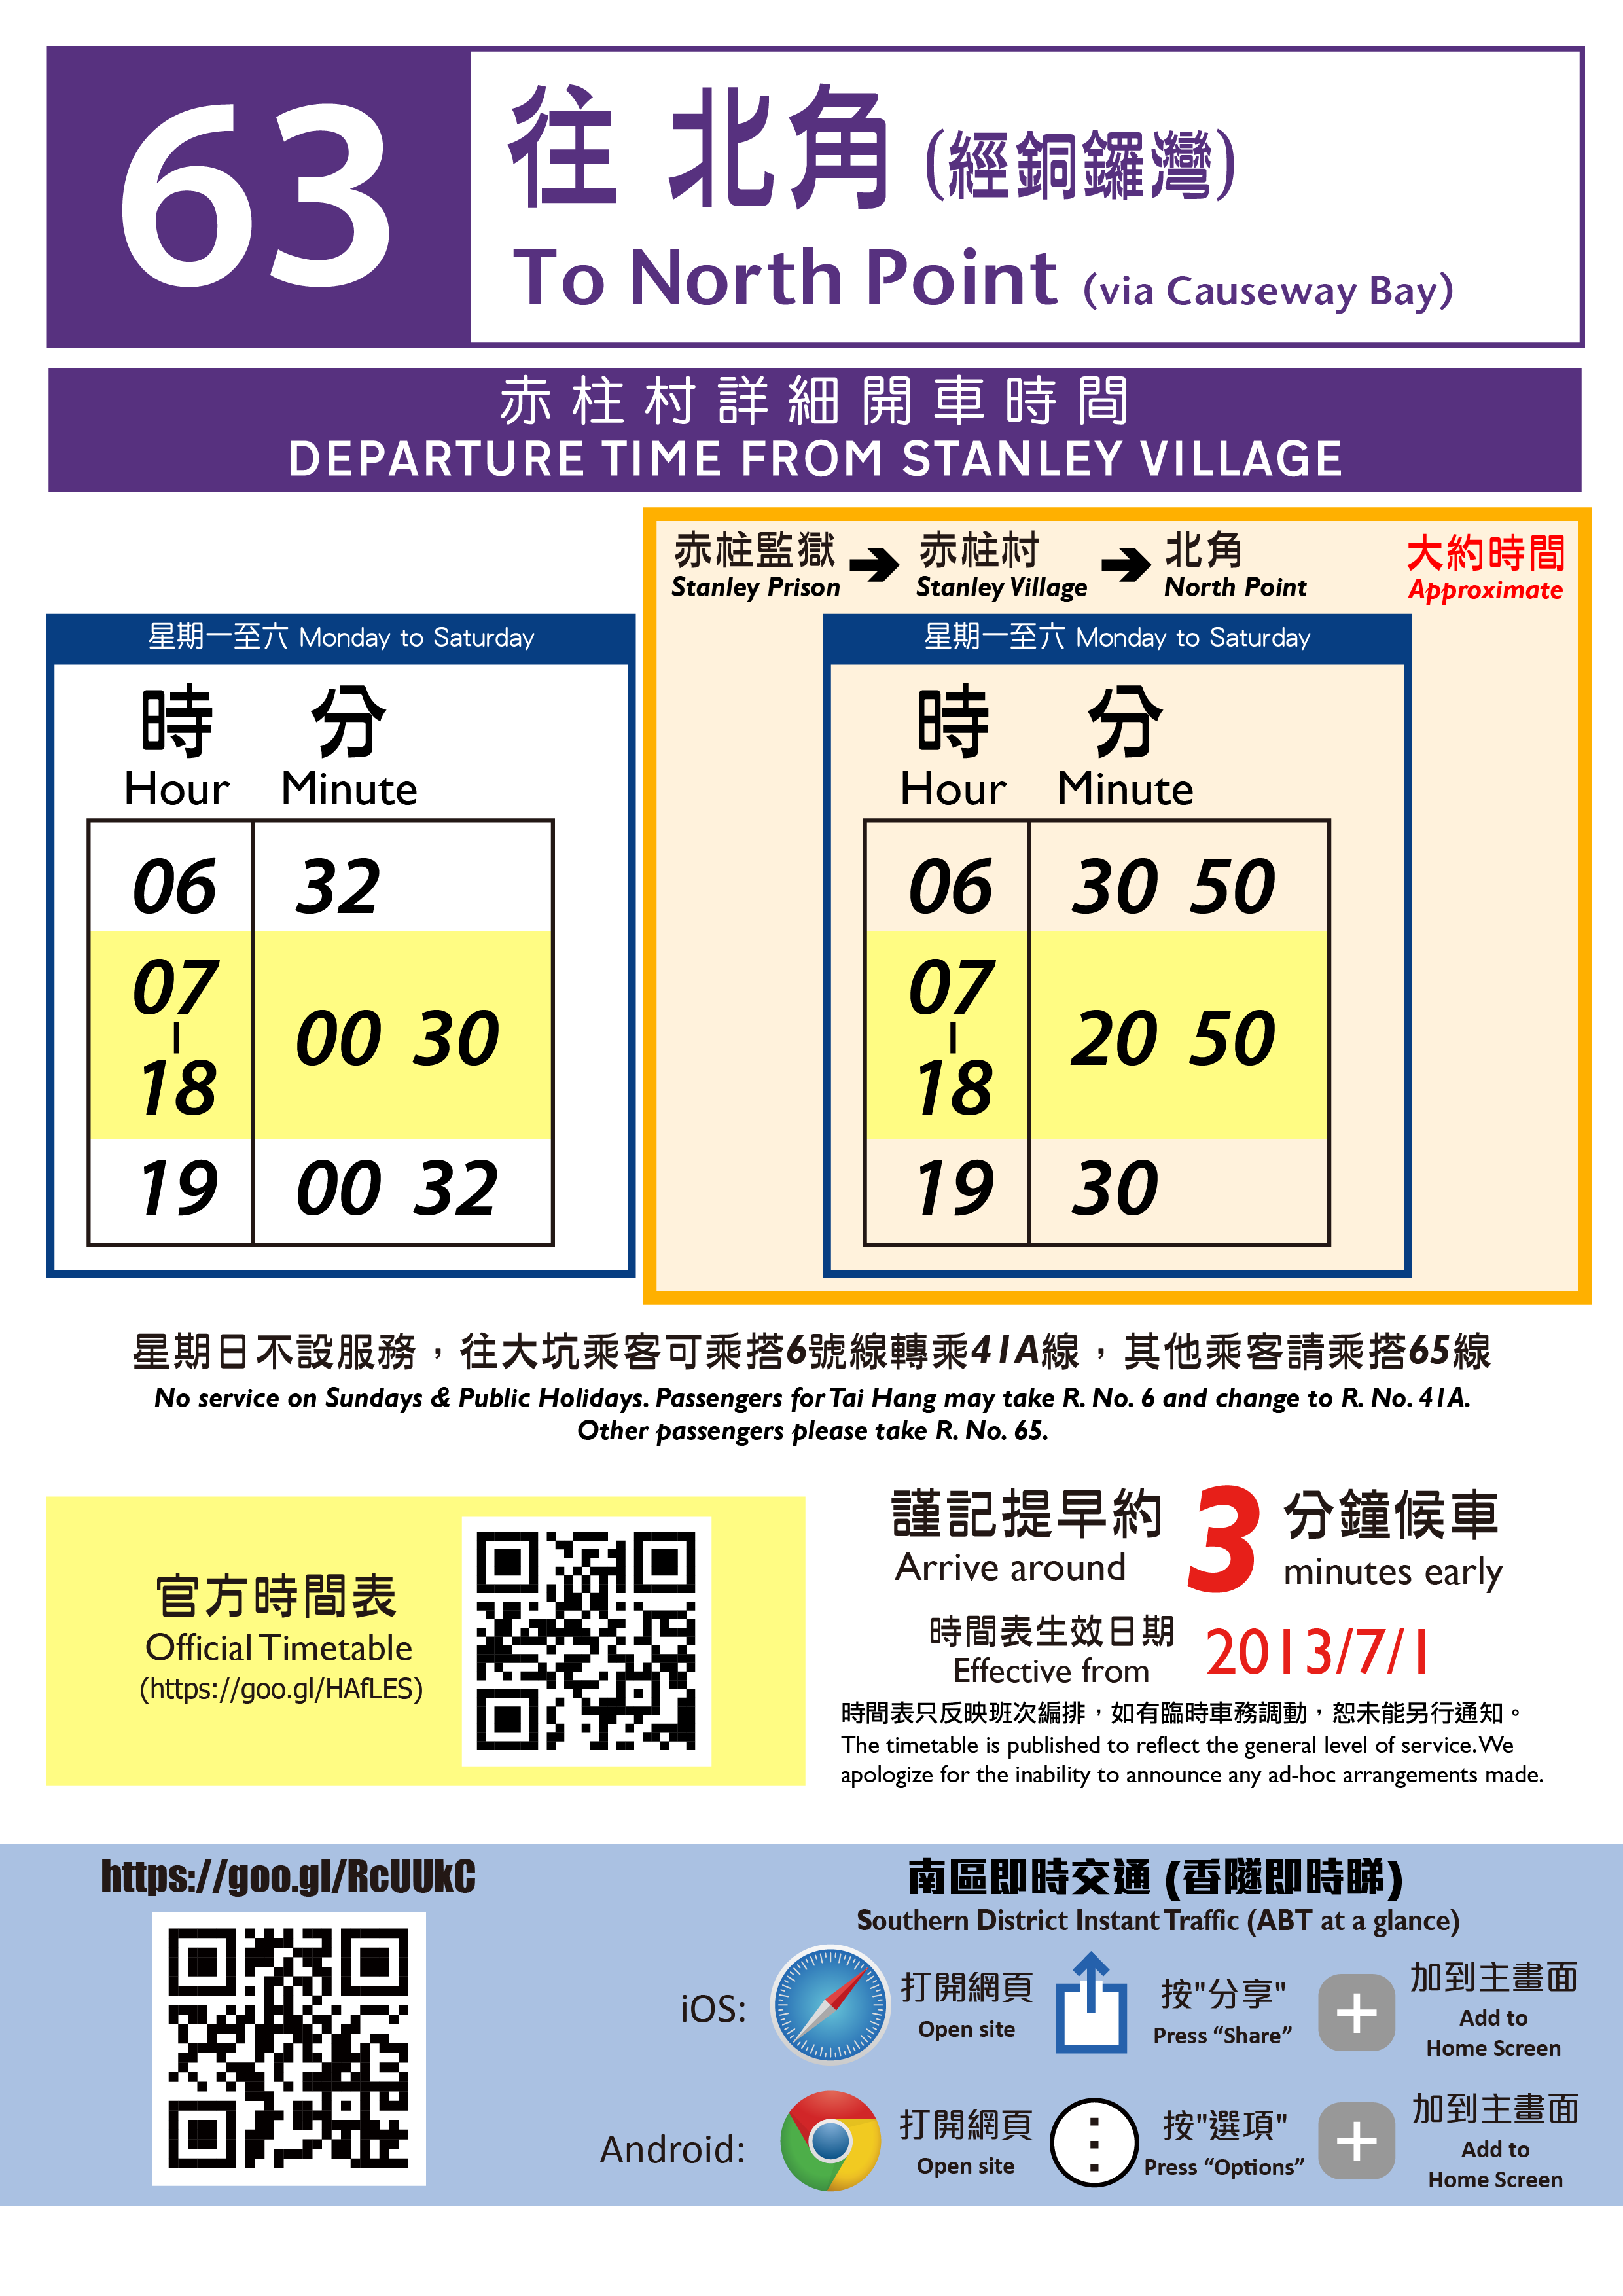 63
往 北角 (經銅鑼灣)
To North Point (via Causeway Bay)
赤柱村詳細開車時間
DEPARTURE TIME FROM STANLEY VILLAGE
赤柱監獄 ➔ 赤柱村 ➔ 北角 大約時間
Stanley Prison Stanley Village North Point Approximate
星期一至六 Monday to Saturday
時 分
Hour Minute
06 32
07
-
18
00 30
19 00 32
星期一至六 Monday to Saturday
時 分
Hour Minute
06 30 50
07
-
18
20 50
19 30
星期日不設服務，往大坑乘客可乘搭6號線轉乘41A線，其他乘客請乘搭65線
No service on Sundays & Public Holidays. Passengers for Tai Hang may take R. No. 6 and change to R. No. 41A.
Other passengers please take R. No. 65.
官方時間表
Official Timetable
(https://goo.gl/HAfLES)
謹記提早約 3 分鐘候車
Arrive around minutes early
時間表生效日期 2013/7/1
Effective from
時間表只反映班次編排，如有臨時車務調動，恕未能另行通知。
The timetable is published to reflect the general level of service. We
apologize for the inability to announce any ad-hoc arrangements made.
https://goo.gl/RcUUkC
南區即時交通 (香隧即時睇)
Southern District Instant Traffic (ABT at a glance)
iOS: 打開網頁 按"分享" 加到主畫面
Open site Press “Share” Add to
Home Screen
Android: 打開網頁 按"選項" 加到主畫面
Open site Press “Options” Add to
Home Screen